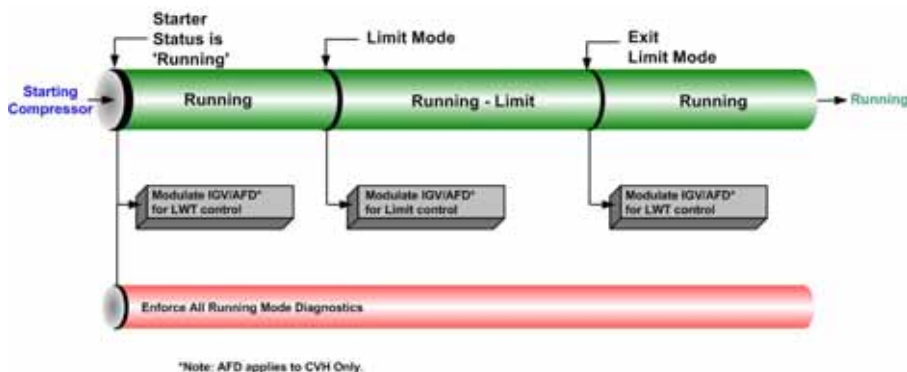 Starter
Status is
'Running'
Limit Mode
Exit
Limit Mode
Starting
Compressor
Running
Running - Limit
Running
Running
Modulate IGV/AFD*
for LWT control
Modulate IGV/AFD*
for Limit control
Modulate IGV/AFD*
for LWT control
Enforce All Running Mode Diagnostics
*Note: AFD applies to CVH Only.